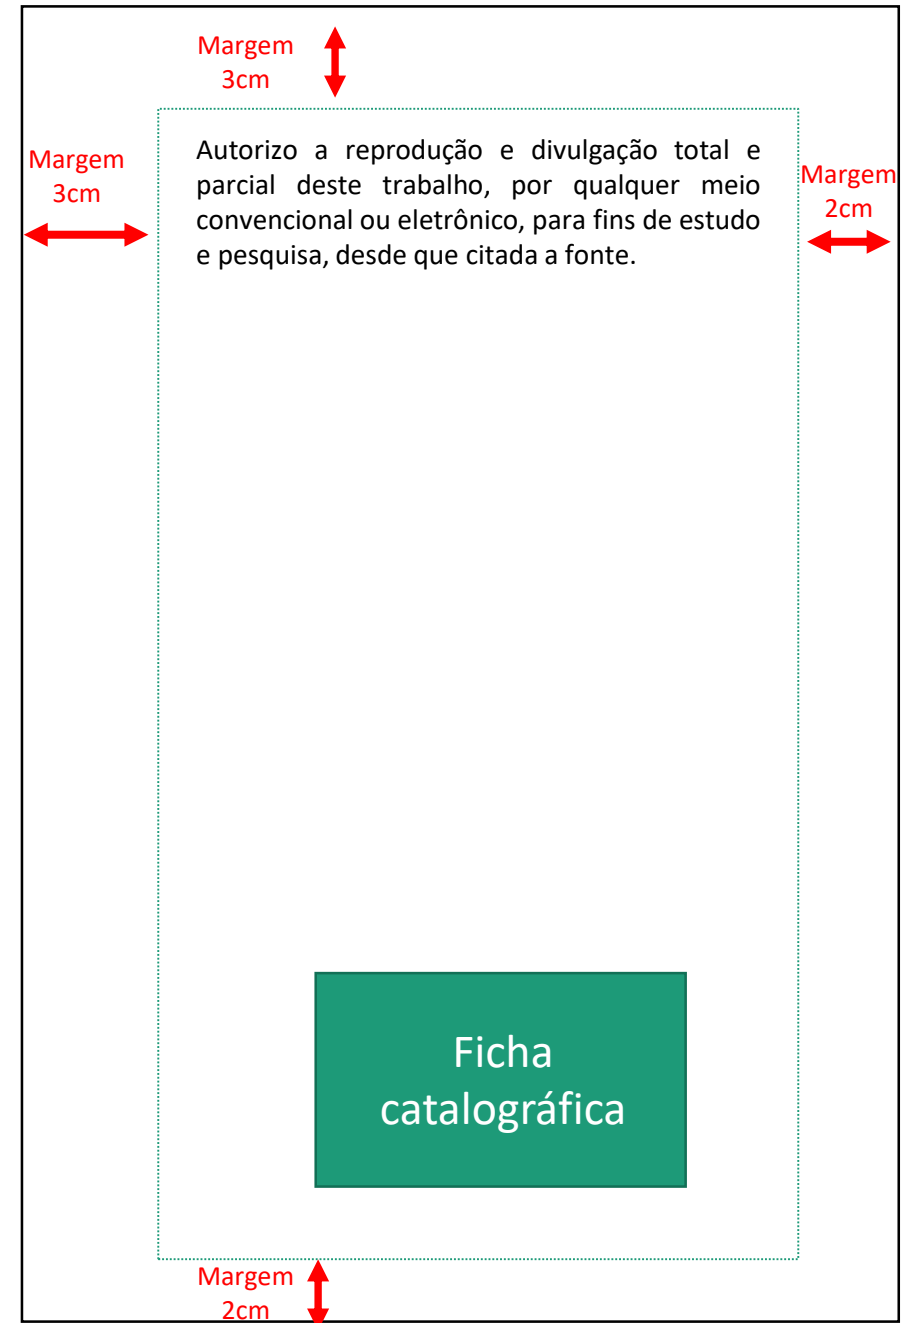 Margem
3cm
Margem
3cm
Autorizo a reprodução e divulgação total e
parcial deste trabalho, por qualquer meio
convencional ou eletrônico, para fins de estudo
e pesquisa, desde que citada a fonte.
Margem
2cm
Ficha
catalográfica
Margem
2cm